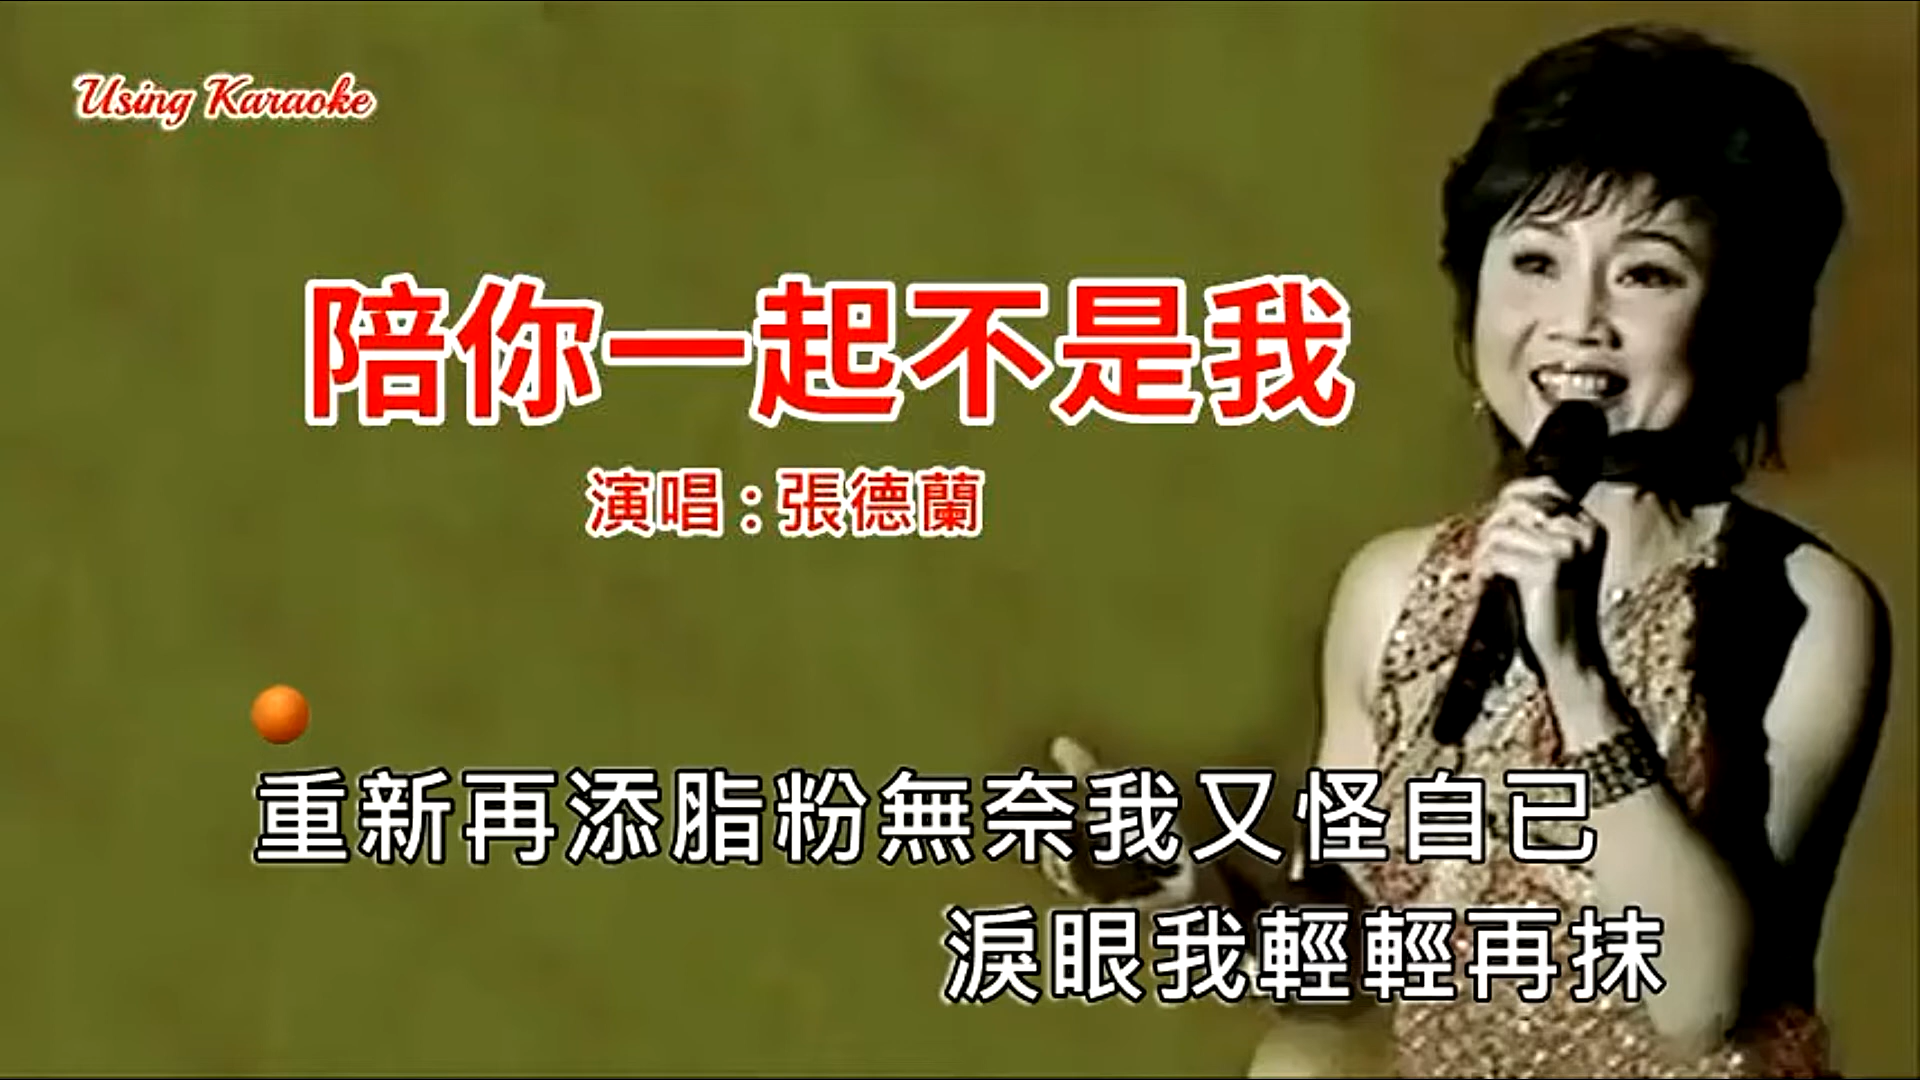 Using Karaoke
陪你一起不是我
演唱:張德蘭
重新再添脂粉無奈我又怪自己
淚眼我輕輕再抹